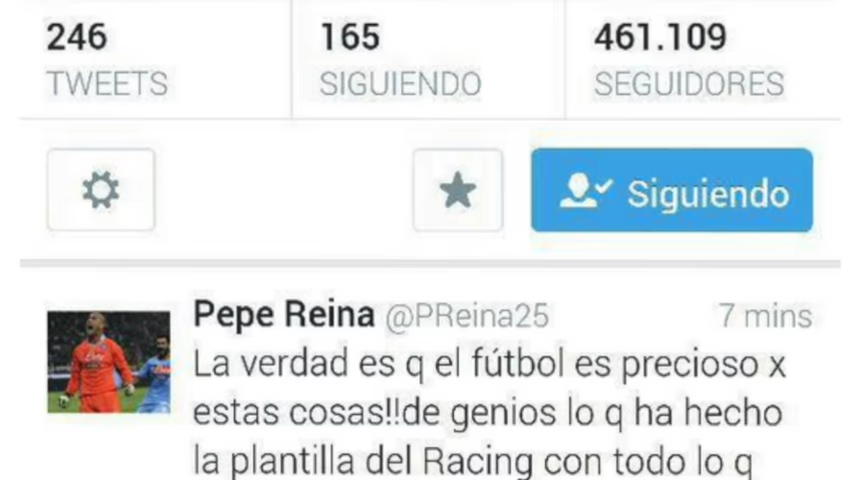 246 165 461.109
TWEETS SIGUIENDO SEGUIDORES
Siguiendo
Pepe Reina @PReina25 7 mins
La verdad es q el fútbol es precioso x
estas cosas!!de genios lo q ha hecho
la plantilla del Racing con todo lo q